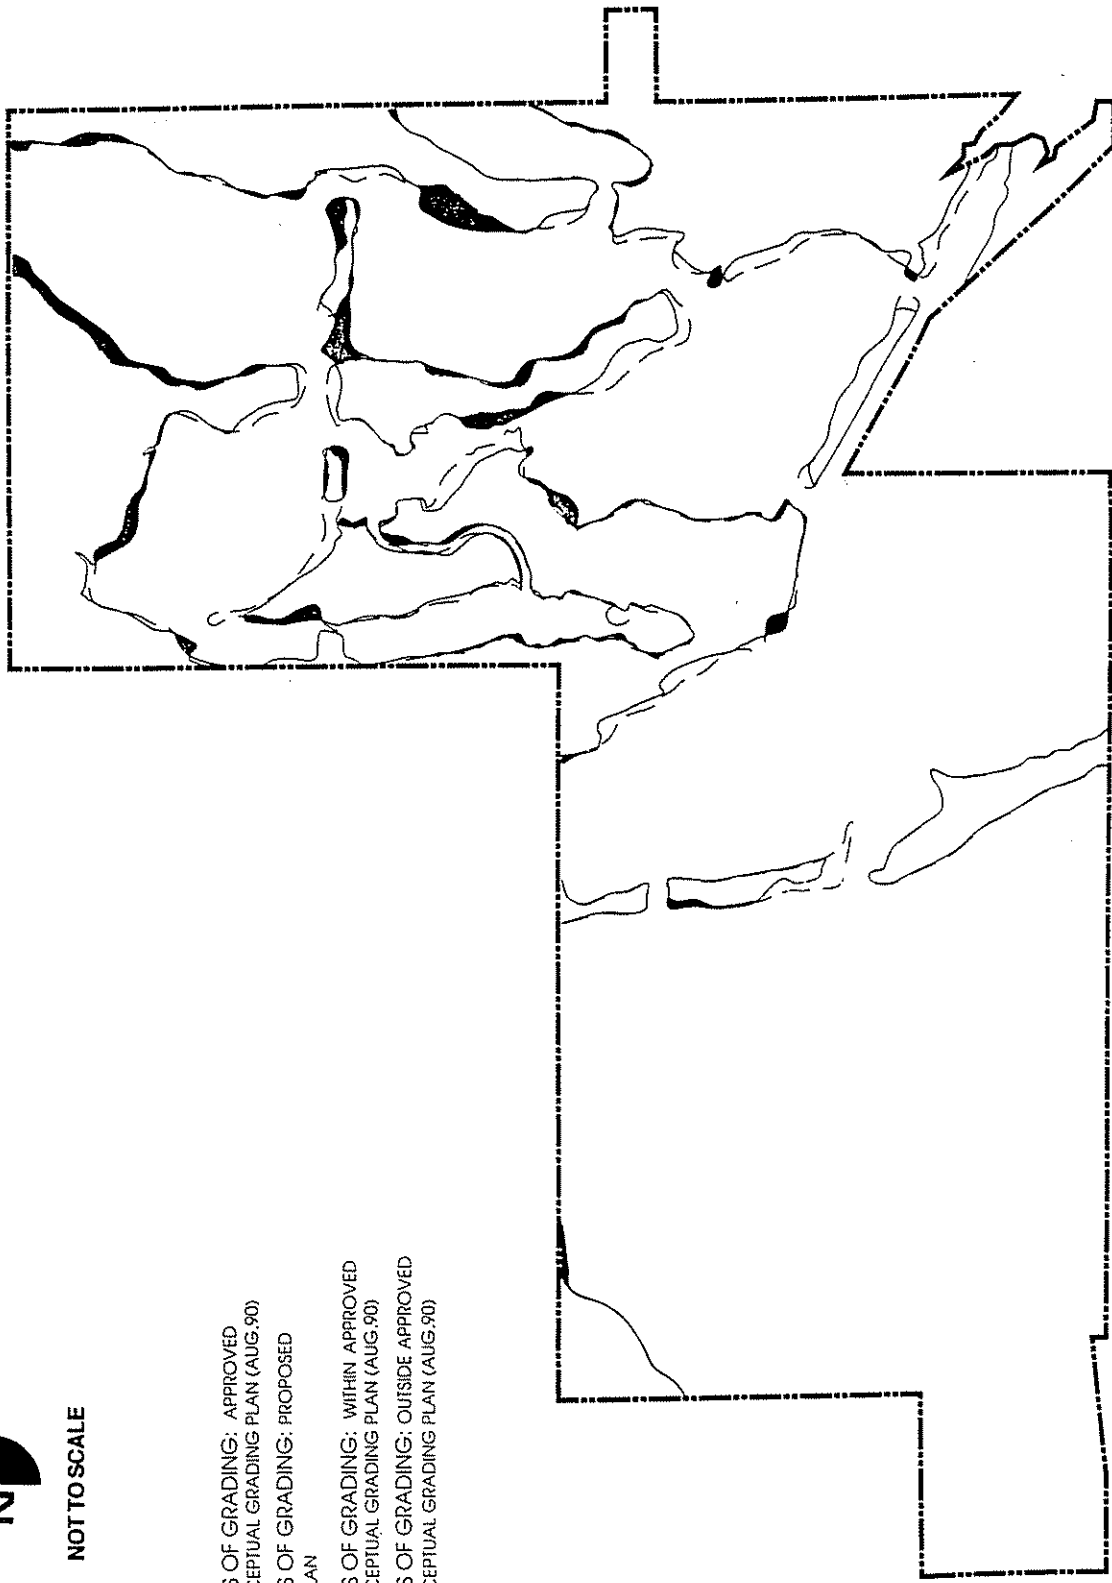 N
NOT TO SCALE
S OF GRADING: APPROVED
CEPTUAL GRADING PLAN (AUG.90)
S OF GRADING: PROPOSED
LAN
S OF GRADING: WITHIN APPROVED
CEPTUAL GRADING PLAN (AUG.90)
S OF GRADING: OUTSIDE APPROVED
CEPTUAL GRADING PLAN (AUG.90)